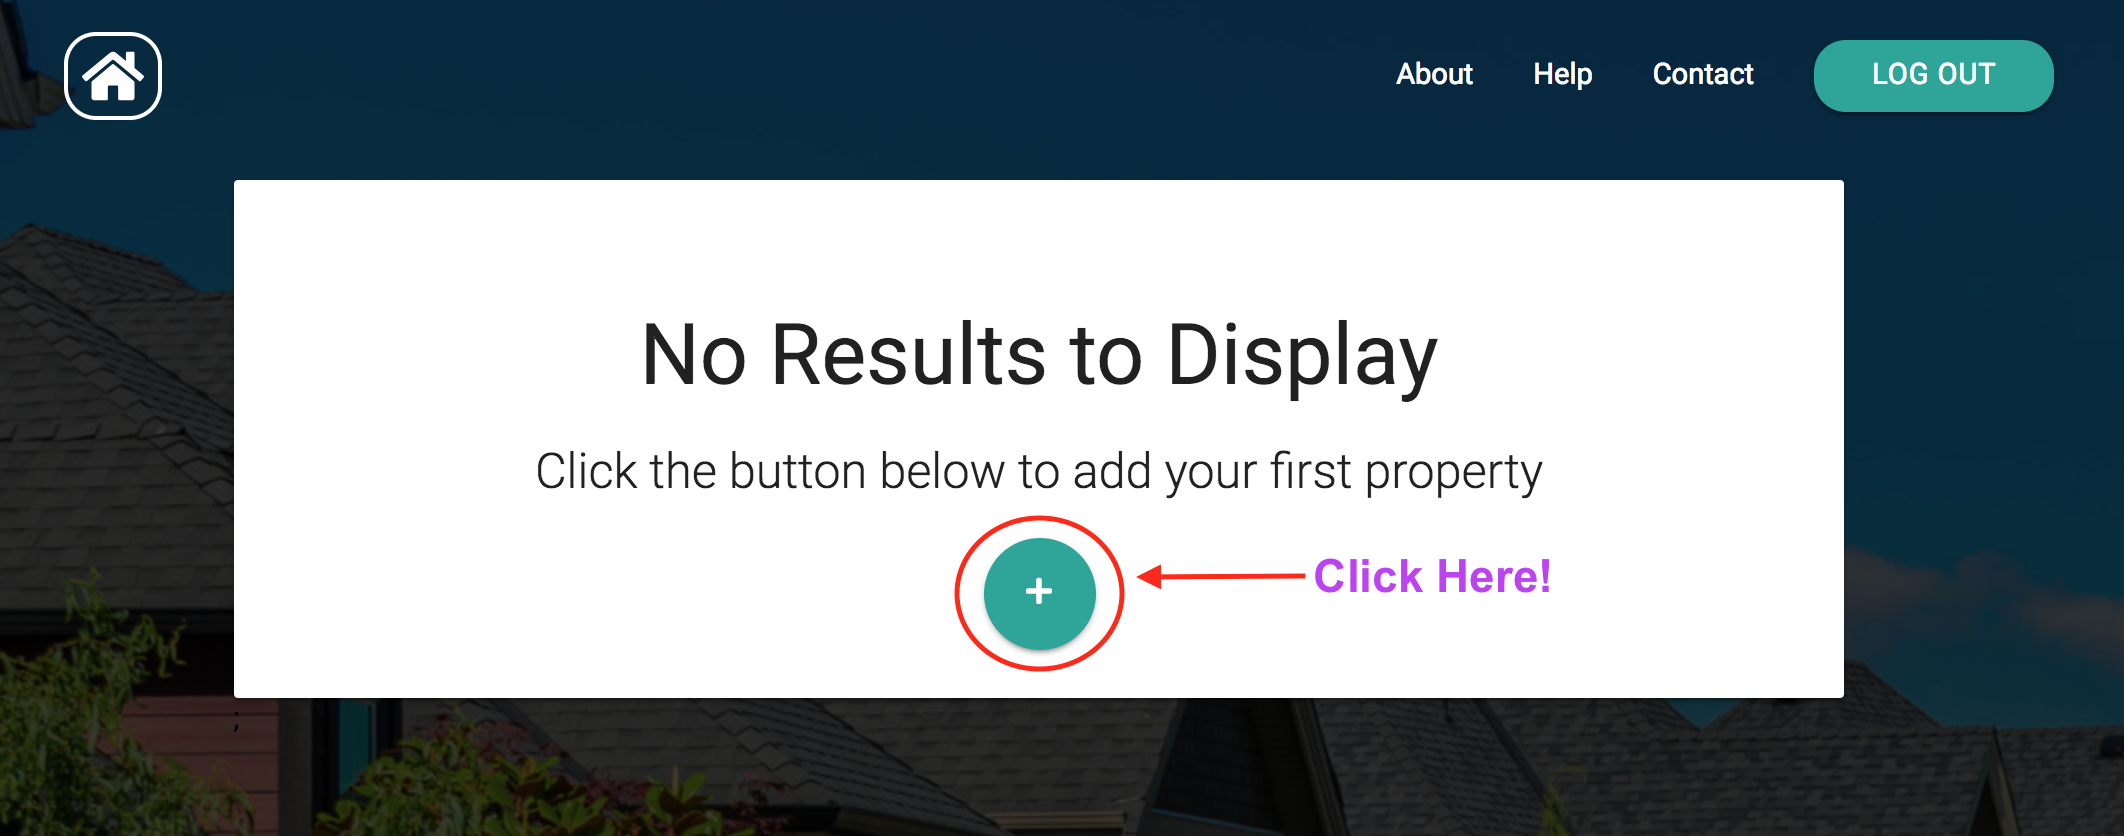 About
Help
Contact
LOG OUT
No Results to Display
Click the button below to add your first property
+
Click Here!
;